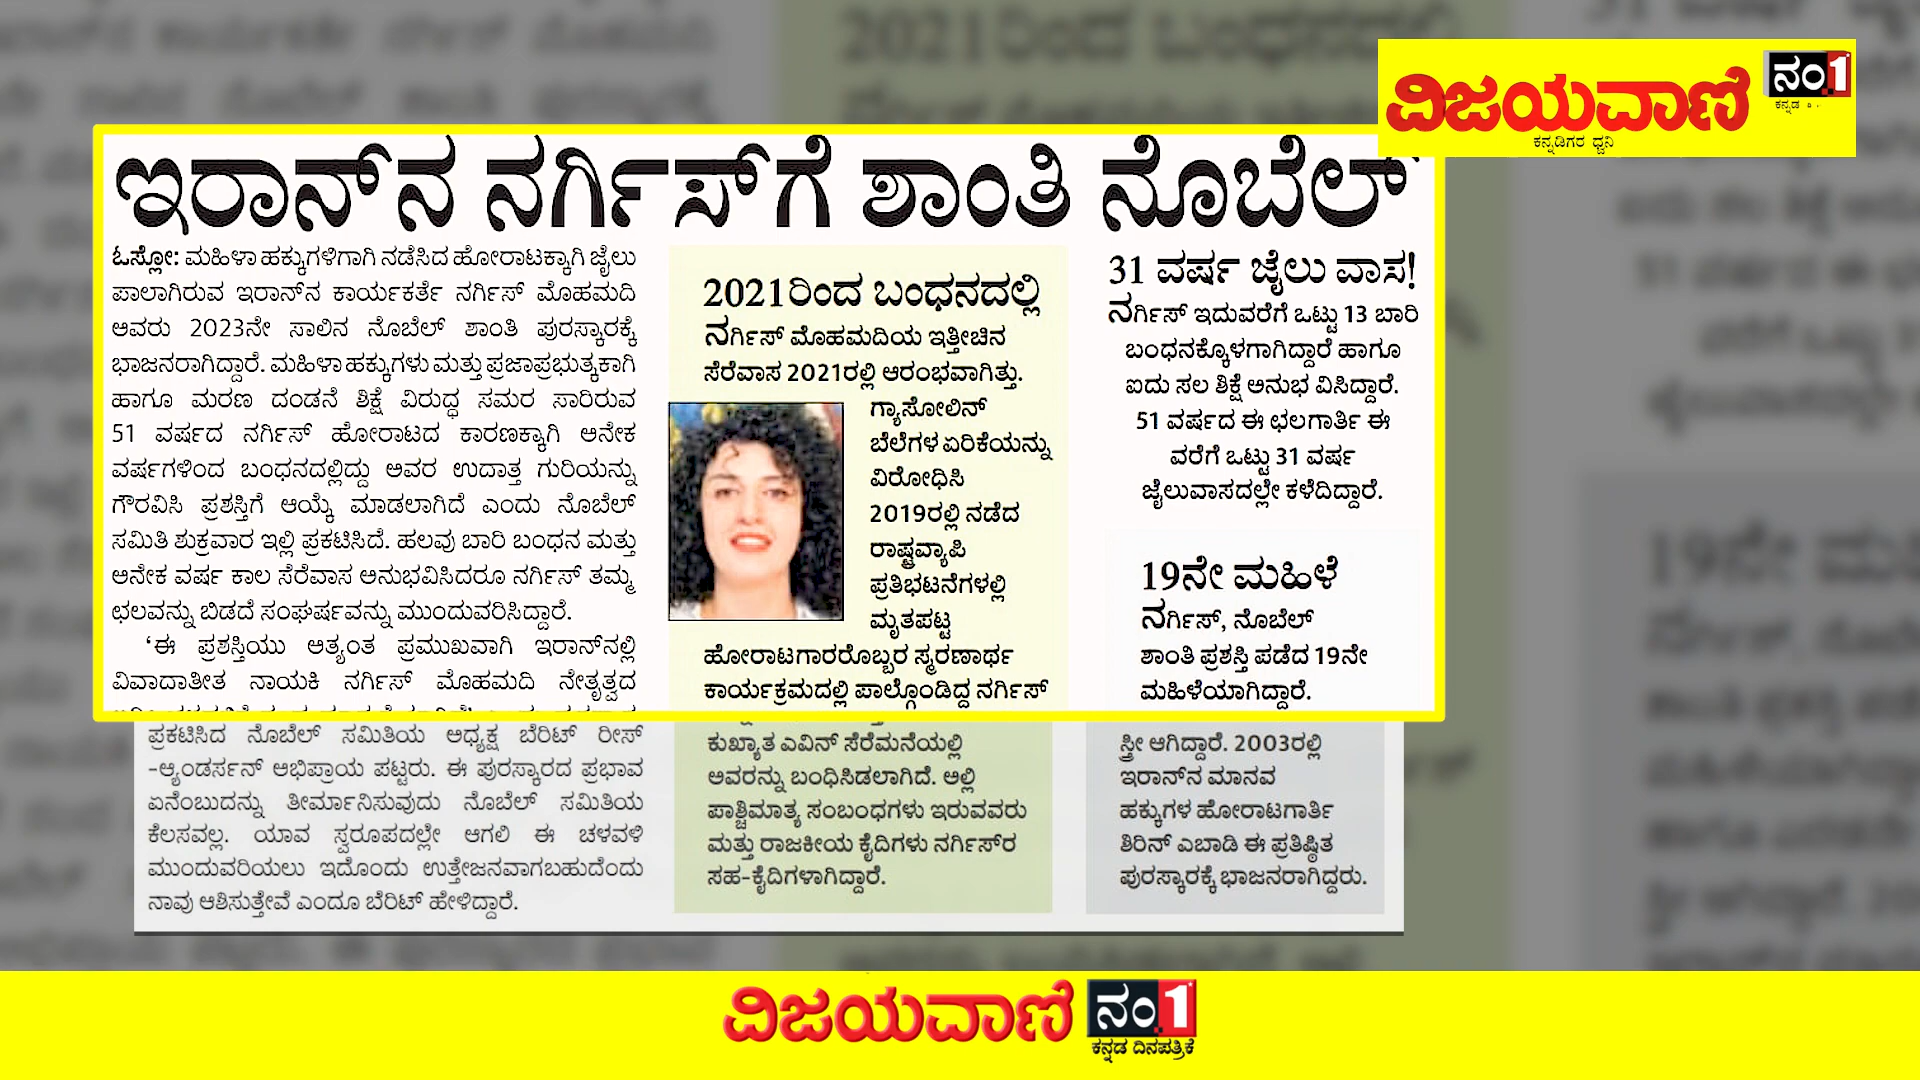 ವಿಜಯವಾಣಿ
ನಂ.1
ಕನ್ನಡ
ಕನ್ನಡಿಗರ ಧ್ವನಿ
ಇರಾನ್‌ನ ನರ್ಗಿಸ್‌ಗೆ ಶಾಂತಿ ನೊಬೆಲ್
ಓಸ್ಲೋ: ಮಹಿಳಾ ಹಕ್ಕುಗಳಿಗಾಗಿ ನಡೆಸಿದ ಹೋರಾಟಕ್ಕಾಗಿ ಜೈಲು
ಪಾಲಾಗಿರುವ ಇರಾನ್‌ನ ಕಾರ್ಯಕರ್ತೆ ನರ್ಗಿಸ್ ಮೊಹಮದಿ
ಅವರು 2023ನೇ ಸಾಲಿನ ನೊಬೆಲ್ ಶಾಂತಿ ಪುರಸ್ಕಾರಕ್ಕೆ
ಭಾಜನರಾಗಿದ್ದಾರೆ. ಮಹಿಳಾ ಹಕ್ಕುಗಳು ಮತ್ತು ಪ್ರಜಾಪ್ರಭುತ್ವಕಾಗಿ
ಹಾಗೂ ಮರಣ ದಂಡನೆ ಶಿಕ್ಷೆ ವಿರುದ್ಧ ಸಮರ ಸಾರಿರುವ
51 ವರ್ಷದ ನರ್ಗಿಸ್ ಹೋರಾಟದ ಕಾರಣಕ್ಕಾಗಿ ಅನೇಕ
ವರ್ಷಗಳಿಂದ ಬಂಧನದಲ್ಲಿದ್ದು ಅವರ ಉದಾತ್ತ ಗುರಿಯನ್ನು
ಗೌರವಿಸಿ ಪ್ರಶಸ್ತಿಗೆ ಆಯ್ಕೆ ಮಾಡಲಾಗಿದೆ ಎಂದು ನೊಬೆಲ್
ಸಮಿತಿ ಶುಕ್ರವಾರ ಇಲ್ಲಿ ಪ್ರಕಟಿಸಿದೆ. ಹಲವು ಬಾರಿ ಬಂಧನ ಮತ್ತು
ಅನೇಕ ವರ್ಷ ಕಾಲ ಸೆರೆವಾಸ ಅನುಭವಿಸಿದರೂ ನರ್ಗಿಸ್ ತಮ್ಮ
ಛಲವನ್ನು ಬಿಡದೆ ಸಂಘರ್ಷವನ್ನು ಮುಂದುವರಿಸಿದ್ದಾರೆ.
‘ಈ ಪ್ರಶಸ್ತಿಯು ಅತ್ಯಂತ ಪ್ರಮುಖವಾಗಿ ಇರಾನ್‌ನಲ್ಲಿ
ವಿವಾದಾತೀತ ನಾಯಕಿ ನರ್ಗಿಸ್ ಮೊಹಮದಿ ನೇತೃತ್ವದ
ಪ್ರಕಟಿಸಿದ ನೊಬೆಲ್ ಸಮಿತಿಯ ಅಧ್ಯಕ್ಷ ಬೆರಿಟ್ ರೀಸ್
-ಆ್ಯಂಡರ್ಸನ್ ಅಭಿಪ್ರಾಯ ಪಟ್ಟರು. ಈ ಪುರಸ್ಕಾರದ ಪ್ರಭಾವ
ಏನೆಂಬುದನ್ನು ತೀರ್ಮಾನಿಸುವುದು ನೊಬೆಲ್ ಸಮಿತಿಯ
ಕೆಲಸವಲ್ಲ. ಯಾವ ಸ್ವರೂಪದಲ್ಲೇ ಆಗಲಿ ಈ ಚಳವಳಿ
ಮುಂದುವರಿಯಲು ಇದೊಂದು ಉತ್ತೇಜನವಾಗಬಹುದೆಂದು
ನಾವು ಆಶಿಸುತ್ತೇವೆ ಎಂದೂ ಬೆರಿಟ್ ಹೇಳಿದ್ದಾರೆ.
2021ರಿಂದ ಬಂಧನದಲ್ಲಿ
ನರ್ಗಿಸ್ ಮೊಹಮದಿಯ ಇತ್ತೀಚಿನ
ಸೆರೆವಾಸ 2021ರಲ್ಲಿ ಆರಂಭವಾಗಿತ್ತು.
ಗ್ಯಾಸೋಲಿನ್
ಬೆಲೆಗಳ ಏರಿಕೆಯನ್ನು
ವಿರೋಧಿಸಿ
2019ರಲ್ಲಿ ನಡೆದ
ರಾಷ್ಟ್ರವ್ಯಾಪಿ
ಪ್ರತಿಭಟನೆಗಳಲ್ಲಿ
ಮೃತಪಟ್ಟ
ಹೋರಾಟಗಾರರೊಬ್ಬರ ಸ್ಮರಣಾರ್ಥ
ಕಾರ್ಯಕ್ರಮದಲ್ಲಿ ಪಾಲ್ಗೊಂಡಿದ್ದ ನರ್ಗಿಸ್
ಕುಖ್ಯಾತ ಎವಿನ್ ಸೆರೆಮನೆಯಲ್ಲಿ
ಅವರನ್ನು ಬಂಧಿಸಿಡಲಾಗಿದೆ. ಅಲ್ಲಿ
ಪಾಶ್ಚಿಮಾತ್ಯ ಸಂಬಂಧಗಳು ಇರುವವರು
ಮತ್ತು ರಾಜಕೀಯ ಕೈದಿಗಳು ನರ್ಗಿಸ್‌ರ
ಸಹ-ಕೈದಿಗಳಾಗಿದ್ದಾರೆ.
31 ವರ್ಷ ಜೈಲು ವಾಸ!
ನರ್ಗಿಸ್ ಇದುವರೆಗೆ ಒಟ್ಟು 13 ಬಾರಿ
ಬಂಧನಕ್ಕೊಳಗಾಗಿದ್ದಾರೆ ಹಾಗೂ
ಐದು ಸಲ ಶಿಕ್ಷೆ ಅನುಭ ವಿಸಿದ್ದಾರೆ.
51 ವರ್ಷದ ಈ ಛಲಗಾರ್ತಿ ಈ
ವರೆಗೆ ಒಟ್ಟು 31 ವರ್ಷ
ಜೈಲುವಾಸದಲ್ಲೇ ಕಳೆದಿದ್ದಾರೆ.
19ನೇ ಮಹಿಳೆ
ನರ್ಗಿಸ್, ನೊಬೆಲ್
ಶಾಂತಿ ಪ್ರಶಸ್ತಿ ಪಡೆದ 19ನೇ
ಮಹಿಳೆಯಾಗಿದ್ದಾರೆ.
ಸ್ತ್ರೀ ಆಗಿದ್ದಾರೆ. 2003ರಲ್ಲಿ
ಇರಾನ್‌ನ ಮಾನವ
ಹಕ್ಕುಗಳ ಹೋರಾಟಗಾರ್ತಿ
ಶಿರಿನ್ ಎಬಾಡಿ ಈ ಪ್ರತಿಷ್ಠಿತ
ಪುರಸ್ಕಾರಕ್ಕೆ ಭಾಜನರಾಗಿದ್ದರು.
ವಿಜಯವಾಣಿ
ನಂ.1
ಕನ್ನಡ ದಿನಪತ್ರಿಕೆ